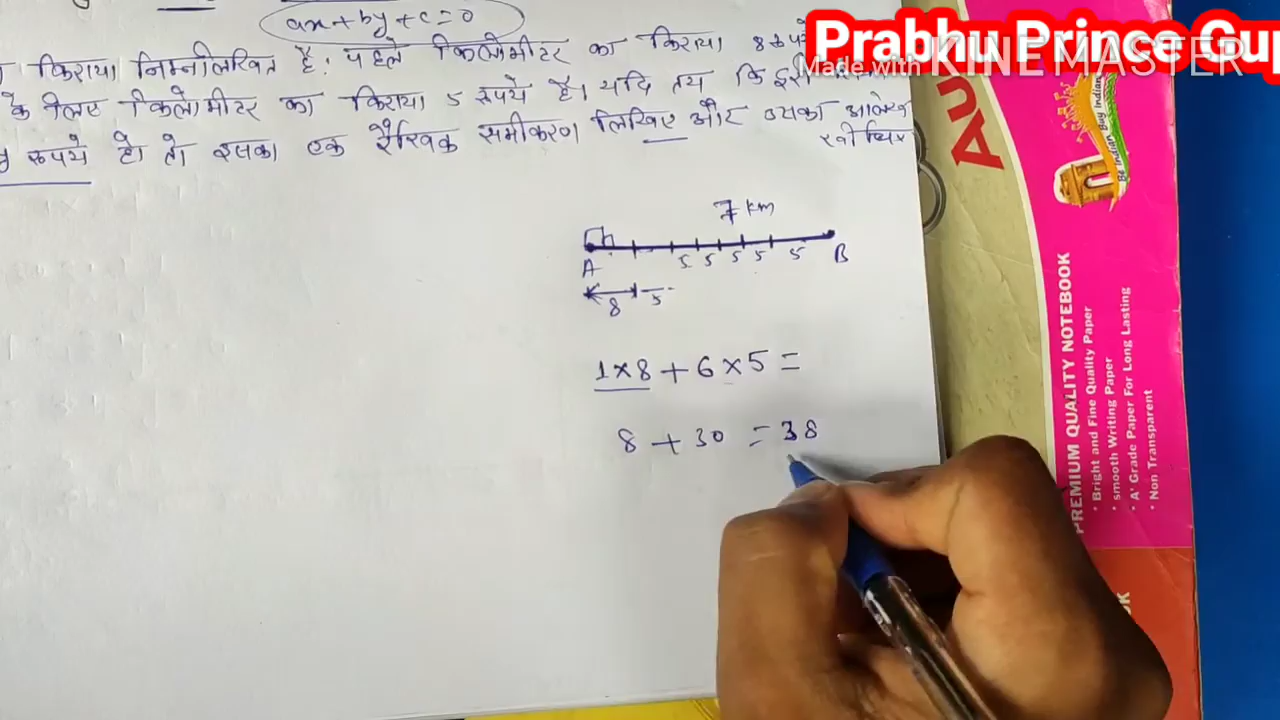 ax + by + c = 0
किराया निम्नलिखित है। पहले किलोमीटर का किराया 8
के लिए किलोमीटर का किराया 5 रुपये है। यदि तय कि
रुपये हो तो इसका एक रैखिक समीकरण लिखिए और उसका आलेख
खींचिए
7 km
A 5 5 5 5 5 B
8 5
1 × 8 + 6 × 5 =
8 + 30 = 38
Prabhu Prince Gup
Made with KINEMASTER
AU
Be Indian Buy Indian
PREMIUM QUALITY NOTEBOOK
• Bright and Fine Quality Paper
• smooth Writing Paper
• A' Grade Paper For Long Lasting
• Non Transparent